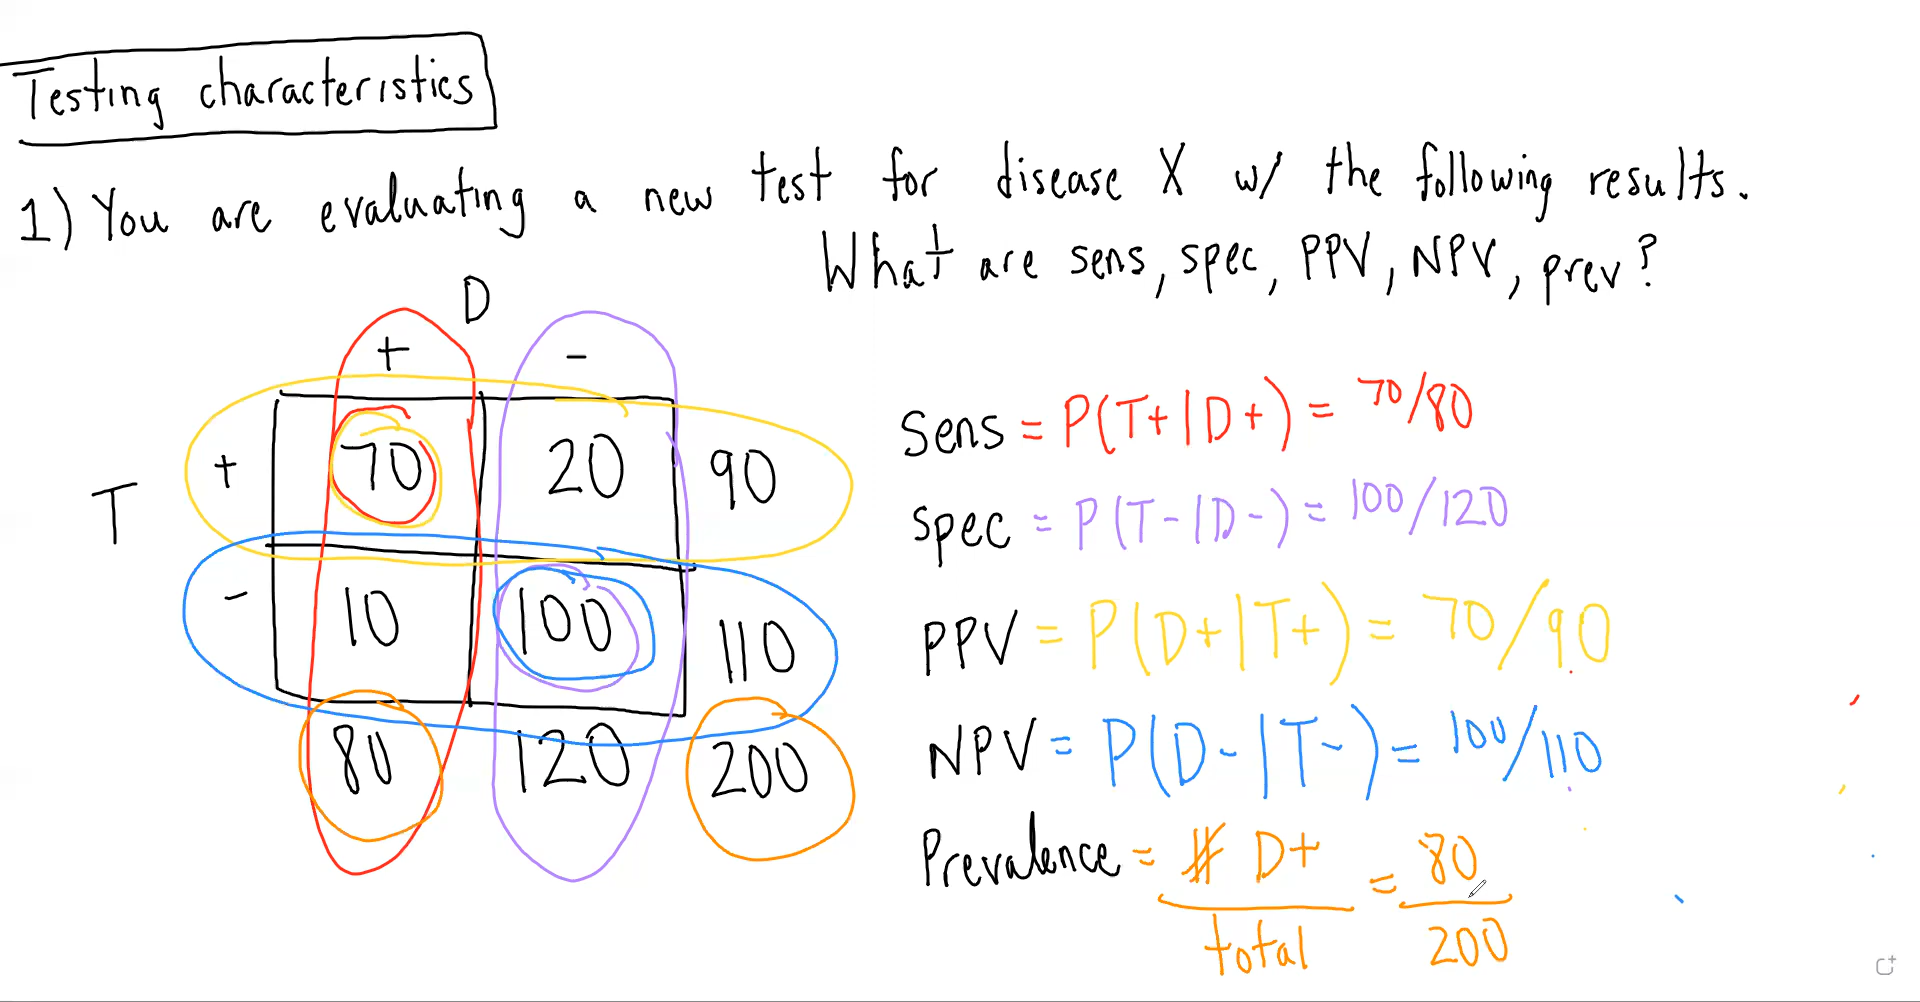 Testing characteristics
1) You are evaluating a new test for disease X w/ the following results.
What are sens, spec, PPV, NPV, prev?
D
+ -
T + 70 20 90
- 10 100 110
80 120 200
Sens = P(T+|D+) = 70/80
Spec = P(T-|D-) = 100/120
PPV = P(D+|T+) = 70/90
NPV = P(D-|T-) = 100/110
Prevalence = # D+ / total = 80 / 200